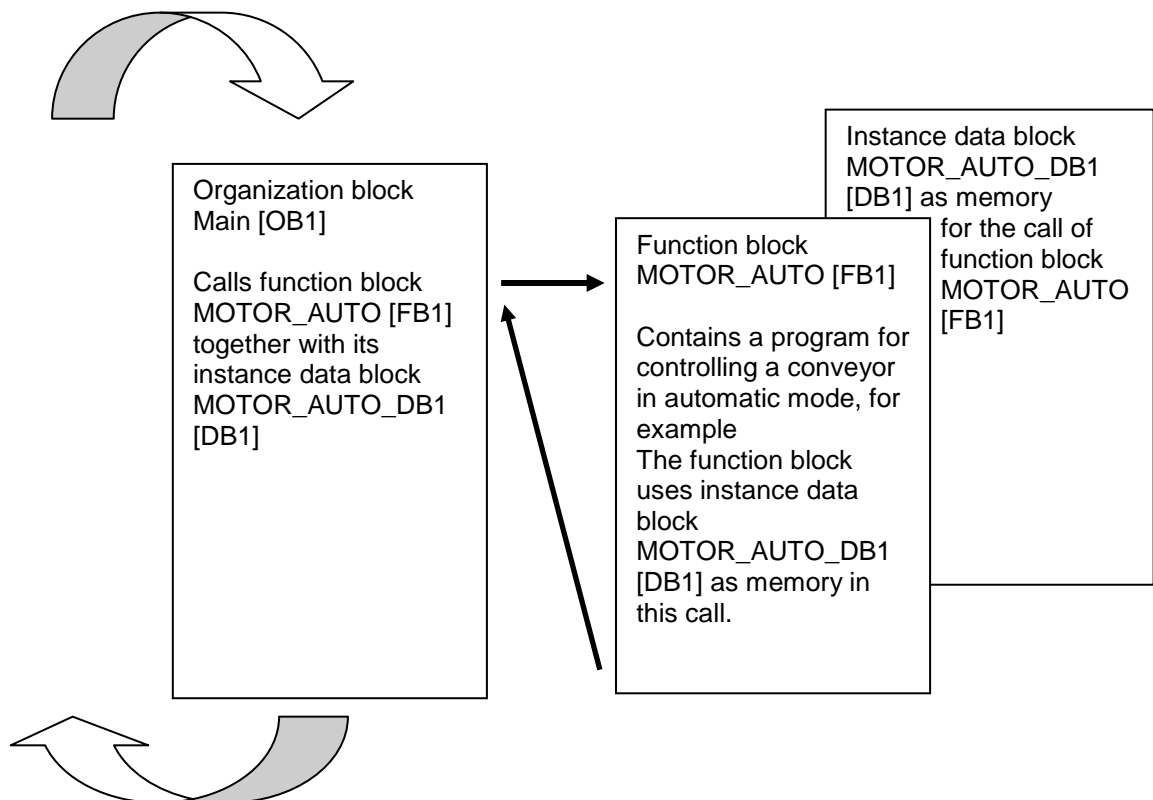 Organization block
Main [OB1]
Calls function block
MOTOR_AUTO [FB1]
together with its
instance data block
MOTOR_AUTO_DB1
[DB1]
Function block
MOTOR_AUTO [FB1]
Contains a program for
controlling a conveyor
in automatic mode, for
example
The function block
uses instance data
block
MOTOR_AUTO_DB1
[DB1] as memory in
this call.
Instance data block
MOTOR_AUTO_DB1
[DB1] as memory
for the call of
function block
MOTOR_AUTO
[FB1]